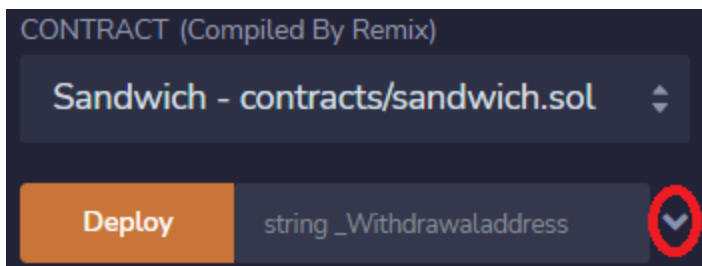 CONTRACT (Compiled By Remix)
Sandwich - contracts/sandwich.sol
Deploy string _Withdrawaladdress